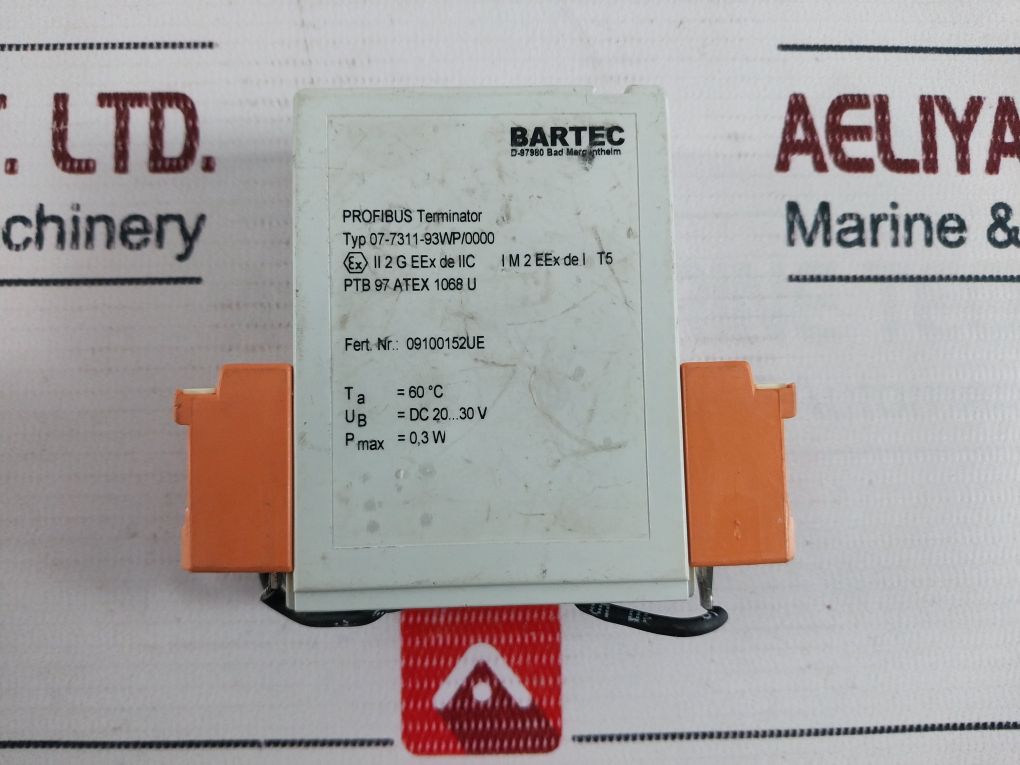 T. LTD.
chinery
AELIYA
Marine &
BARTEC
D-97980 Bad Mergentheim
PROFIBUS Terminator
Typ 07-7311-93WP/0000
Ex II 2 G EEx de IIC I M 2 EEx de I T5
PTB 97 ATEX 1068 U
Fert. Nr.: 09100152UE
Ta = 60 °C
UB = DC 20...30 V
Pmax = 0,3 W